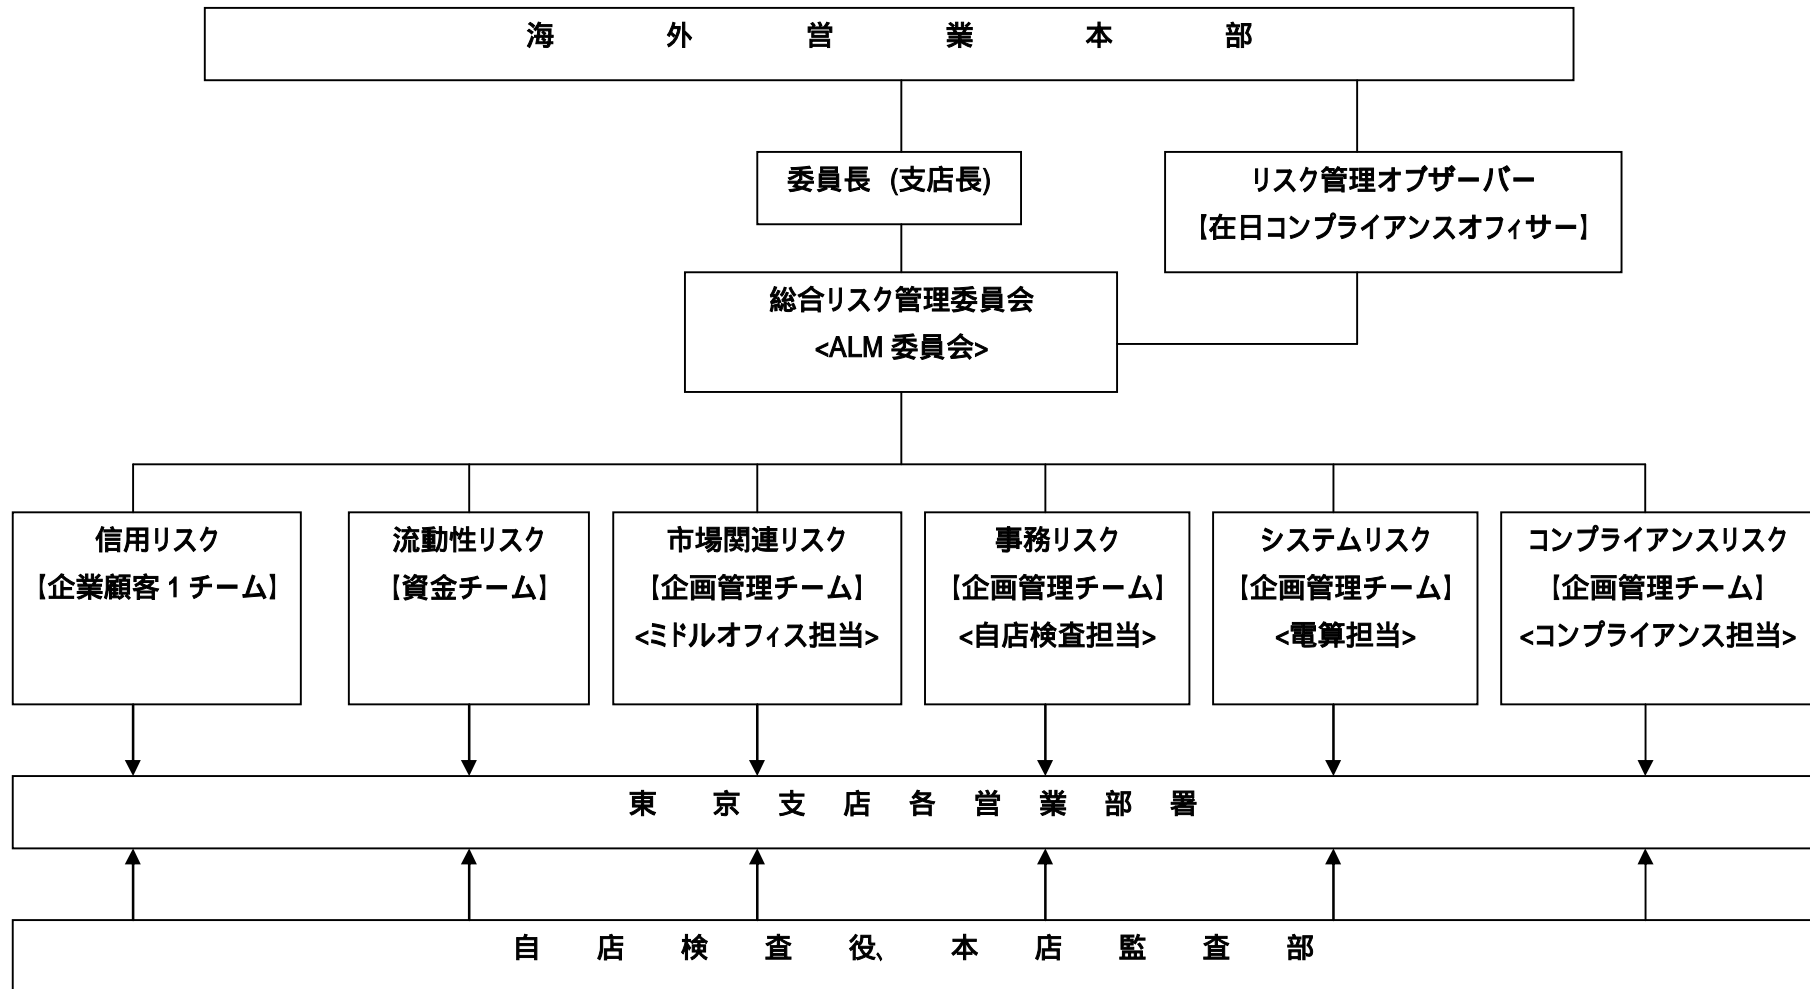 海外営業本部
委員長 (支店長)
リスク管理オブザーバー
【在日コンプライアンスオフィサー】
総合リスク管理委員会
<ALM 委員会>
信用リスク
【企業顧客 1 チーム】
流動性リスク
【資金チーム】
市場関連リスク
【企画管理チーム】
<ミドルオフィス担当>
事務リスク
【企画管理チーム】
<自店検査担当>
システムリスク
【企画管理チーム】
<電算担当>
コンプライアンスリスク
【企画管理チーム】
<コンプライアンス担当>
東京支店各営業部署
自店検査役、本店監査部